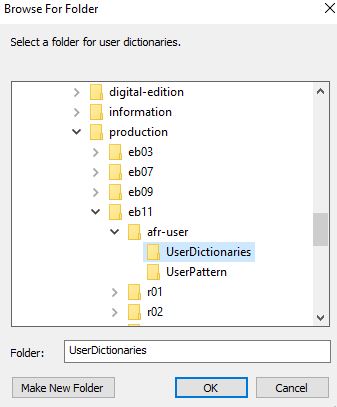 Browse For Folder
Select a folder for user dictionaries.
digital-edition
information
production
eb03
eb07
eb09
eb11
afr-user
UserDictionaries
UserPattern
r01
r02
Folder: UserDictionaries
Make New Folder OK Cancel